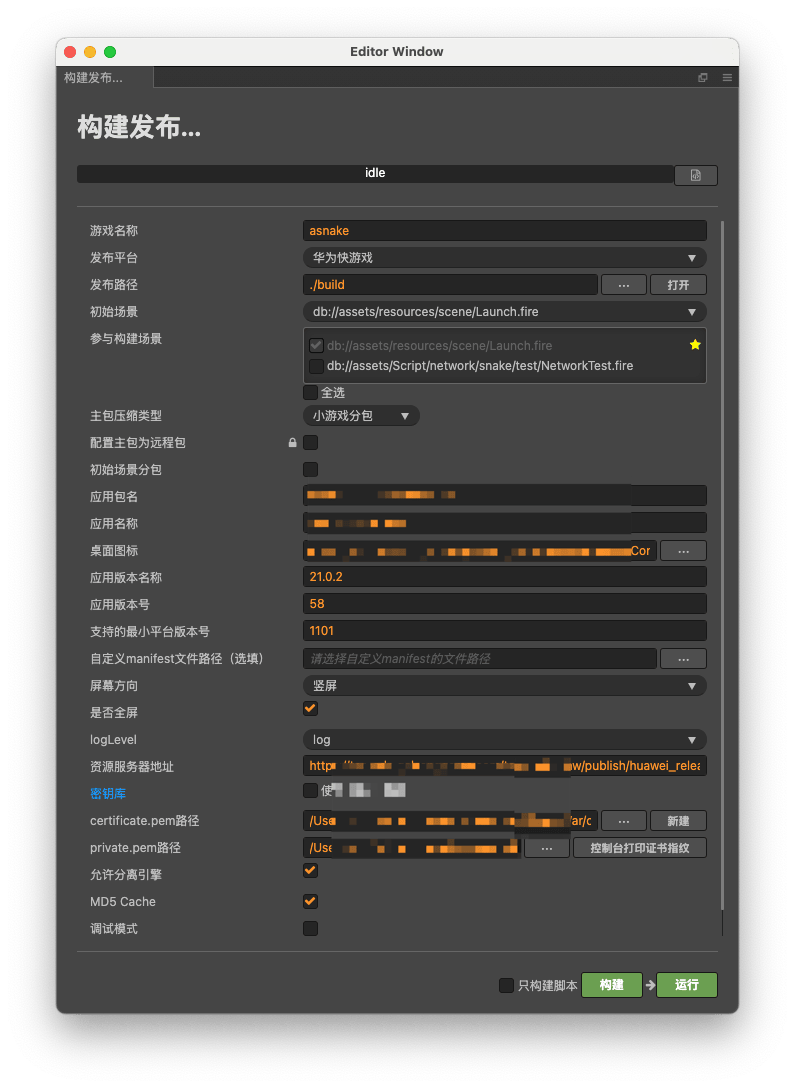 Editor Window
构建发布...
构建发布...
idle
游戏名称 asnake
发布平台 华为快游戏
发布路径 ./build ... 打开
初始场景 db://assets/resources/scene/Launch.fire
参与构建场景 db://assets/resources/scene/Launch.fire
db://assets/Script/network/snake/test/NetworkTest.fire
全选
主包压缩类型 小游戏分包
配置主包为远程包
初始场景分包
应用包名
应用名称
桌面图标 Cor ...
应用版本名称 21.0.2
应用版本号 58
支持的最小平台版本号 1101
自定义manifest文件路径（选填） 请选择自定义manifest的文件路径 ...
屏幕方向 竖屏
是否全屏
logLevel log
资源服务器地址 http w/publish/huawei_relea
密钥库 使
certificate.pem路径 /Use ar/c ... 新建
private.pem路径 /Use ... 控制台打印证书指纹
允许分离引擎
MD5 Cache
调试模式
只构建脚本 构建 运行